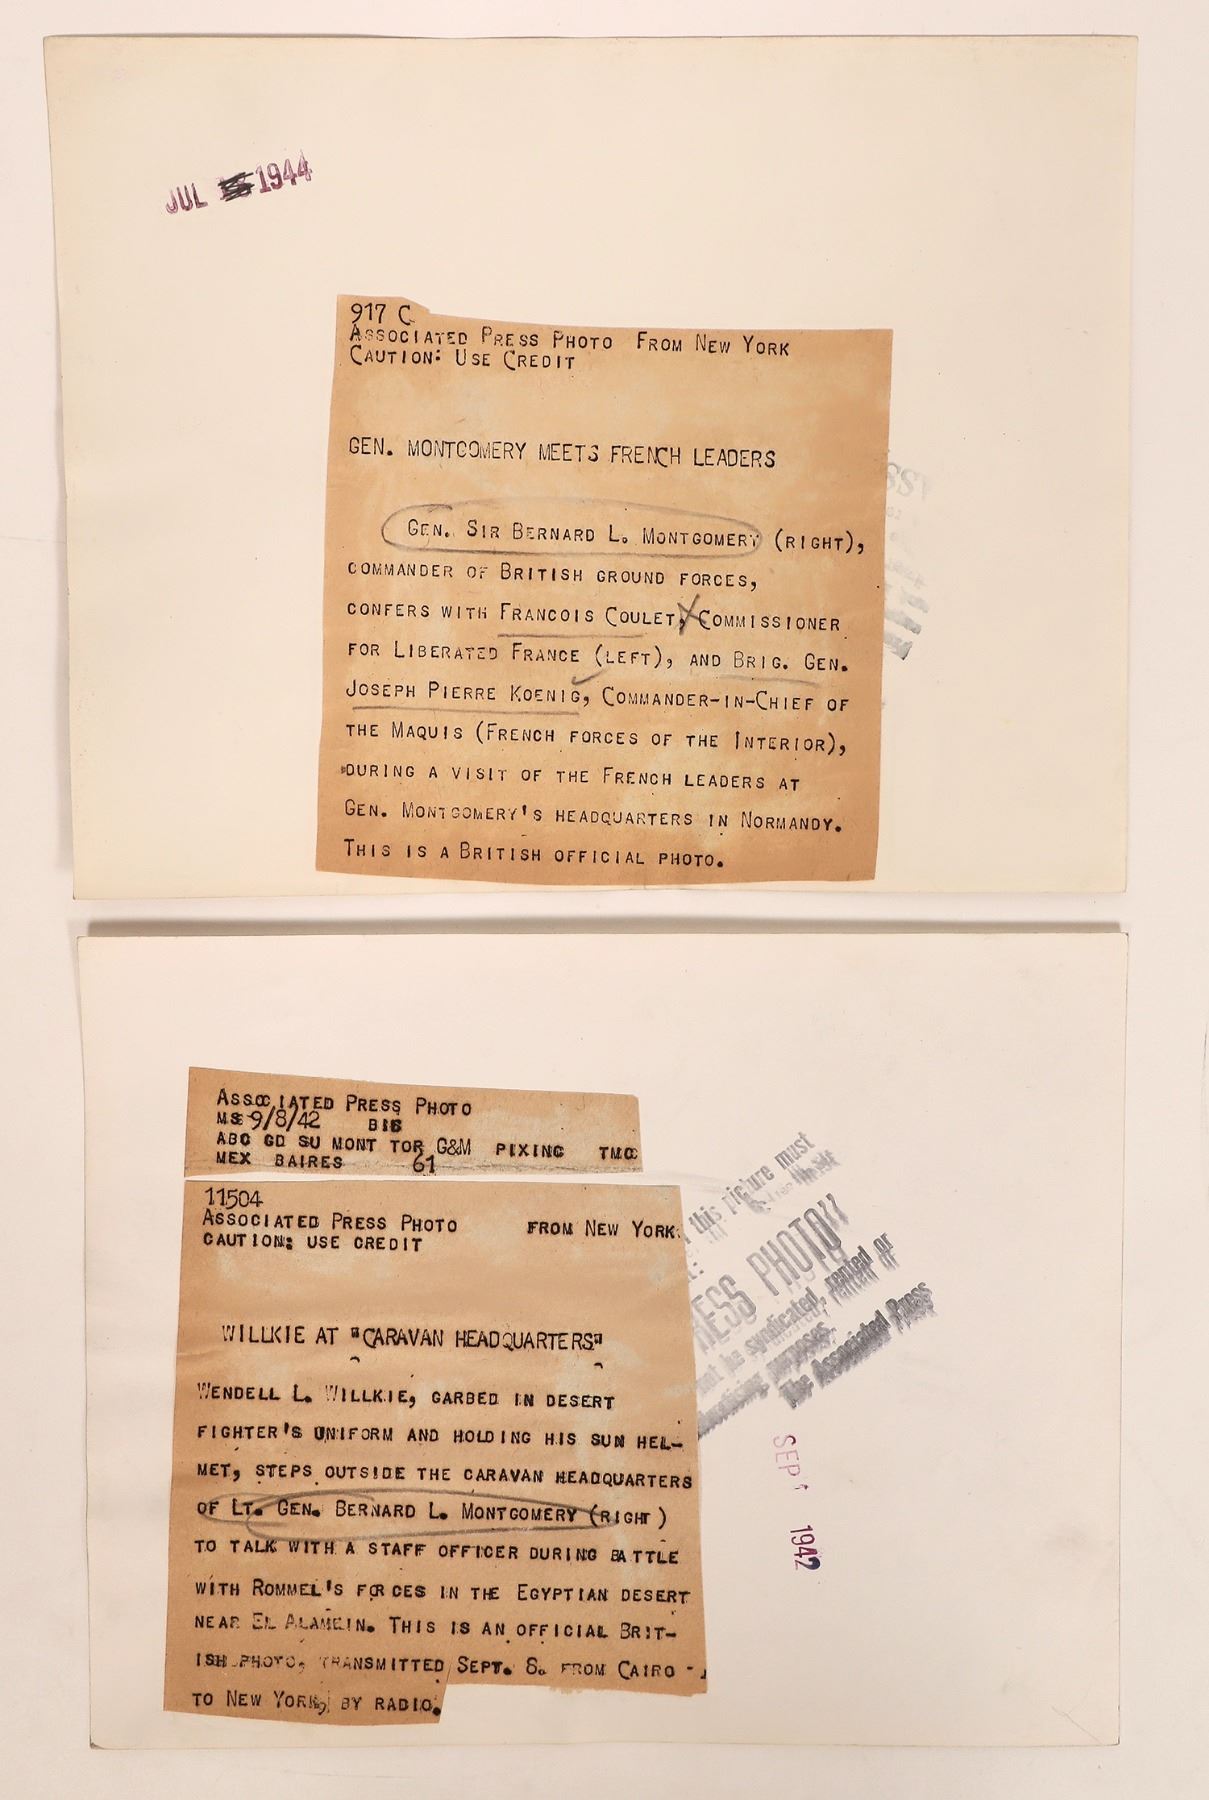 JUL 1944
917 C
ASSOCIATED PRESS PHOTO FROM NEW YORK
CAUTION: USE CREDIT
GEN. MONTGOMERY MEETS FRENCH LEADERS
GEN. SIR BERNARD L. MONTGOMERY (RIGHT),
COMMANDER OF BRITISH GROUND FORCES,
CONFERS WITH FRANCOIS COULET, COMMISSIONER
FOR LIBERATED FRANCE (LEFT), AND BRIG. GEN.
JOSEPH PIERRE KOENIG, COMMANDER-IN-CHIEF OF
THE MAQUIS (FRENCH FORCES OF THE INTERIOR),
DURING A VISIT OF THE FRENCH LEADERS AT
GEN. MONTGOMERY'S HEADQUARTERS IN NORMANDY.
THIS IS A BRITISH OFFICIAL PHOTO.
ASSOCIATED PRESS PHOTO
MS 9/8/42 BIB
ABC GD SU MONT TOR G&M PIXING TMC
MEX BAIRES 61
11504
ASSOCIATED PRESS PHOTO FROM NEW YORK
CAUTION: USE CREDIT
WILLKIE AT "CARAVAN HEADQUARTERS"
WENDELL L. WILLKIE, GARBED IN DESERT
FIGHTER'S UNIFORM AND HOLDING HIS SUN HEL-
MET, STEPS OUTSIDE THE CARAVAN HEADQUARTERS
OF LT. GEN. BERNARD L. MONTGOMERY (RIGHT)
TO TALK WITH A STAFF OFFICER DURING BATTLE
WITH ROMMEL'S FORCES IN THE EGYPTIAN DESERT
NEAR EL ALAMEIN. THIS IS AN OFFICIAL BRIT-
ISH PHOTO, TRANSMITTED SEPT. 8. FROM CAIRO -
TO NEW YORK, BY RADIO.
this picture must
PRESS PHOTO"
not be syndicated, rented or
advertising purposes.
The Associated Press
SEP 1942